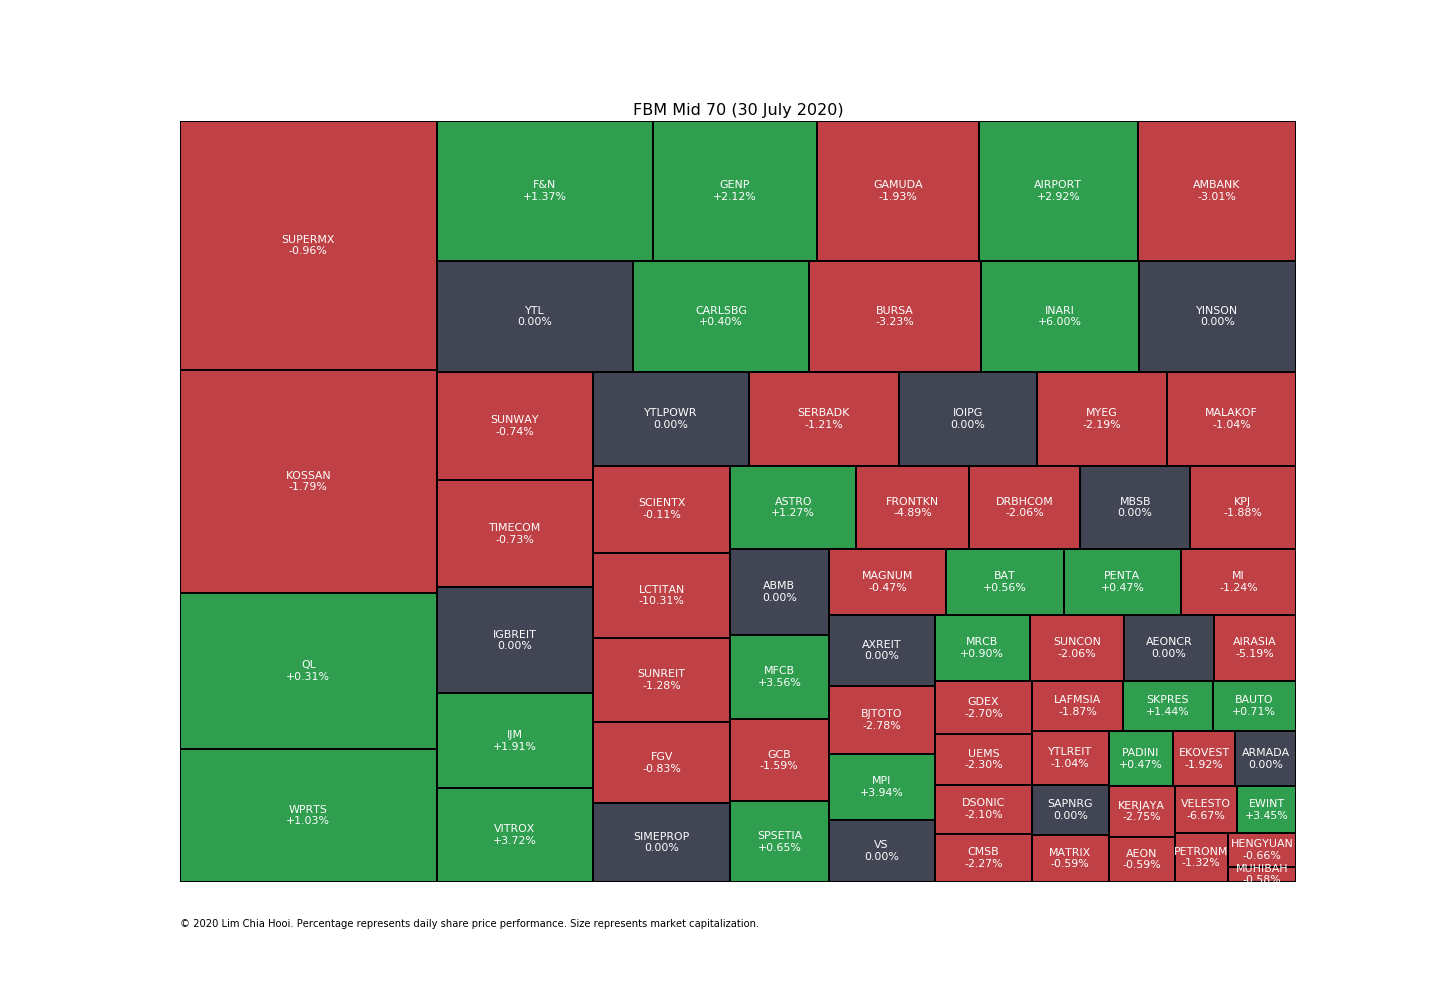 FBM Mid 70 (30 July 2020)
SUPERMX
-0.96%
KOSSAN
-1.79%
QL
+0.31%
WPRTS
+1.03%
F&N
+1.37%
GENP
+2.12%
GAMUDA
-1.93%
AIRPORT
+2.92%
AMBANK
-3.01%
YTL
0.00%
CARLSBG
+0.40%
BURSA
-3.23%
INARI
+6.00%
YINSON
0.00%
SUNWAY
-0.74%
TIMECOM
-0.73%
IGBREIT
0.00%
IJM
+1.91%
VITROX
+3.72%
YTLPOWR
0.00%
SERBADK
-1.21%
IOIPG
0.00%
MYEG
-2.19%
MALAKOF
-1.04%
SCIENTX
-0.11%
LCTITAN
-10.31%
SUNREIT
-1.28%
FGV
-0.83%
SIMEPROP
0.00%
ASTRO
+1.27%
FRONTKN
-4.89%
DRBHCOM
-2.06%
MBSB
0.00%
KPJ
-1.88%
ABMB
0.00%
MFCB
+3.56%
GCB
-1.59%
SPSETIA
+0.65%
MAGNUM
-0.47%
BAT
+0.56%
PENTA
+0.47%
MI
-1.24%
AXREIT
0.00%
BJTOTO
-2.78%
MPI
+3.94%
VS
0.00%
MRCB
+0.90%
SUNCON
-2.06%
AEONCR
0.00%
AIRASIA
-5.19%
GDEX
-2.70%
UEMS
-2.30%
DSONIC
-2.10%
CMSB
-2.27%
LAFMSIA
-1.87%
SKPRES
+1.44%
BAUTO
+0.71%
YTLREIT
-1.04%
SAPNRG
0.00%
MATRIX
-0.59%
PADINI
+0.47%
EKOVEST
-1.92%
ARMADA
0.00%
KERJAYA
-2.75%
AEON
-0.59%
VELESTO
-6.67%
EWINT
+3.45%
PETRONM
-1.32%
HENGYUAN
-0.66%
MUHIBAH
-0.58%
© 2020 Lim Chia Hooi. Percentage represents daily share price performance. Size represents market capitalization.